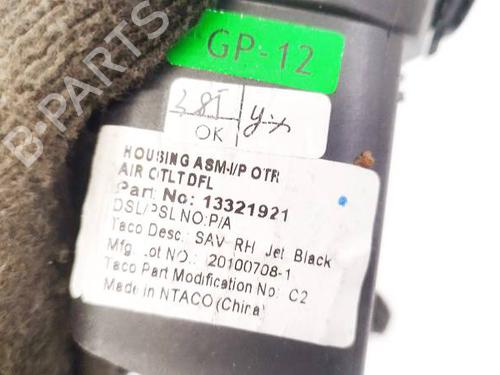 GP-12
OK
HOUSING ASM-I/P OTR
AIR OTLT DFL
Part No: 13321921
DSL/PSL NO:P/A
Taco Desc.: SAV RH Jet Black
Mfg. Lot NO.: 20100708-1
Taco Part Modification No: C2
Made in NTACO(China)
B-PARTS